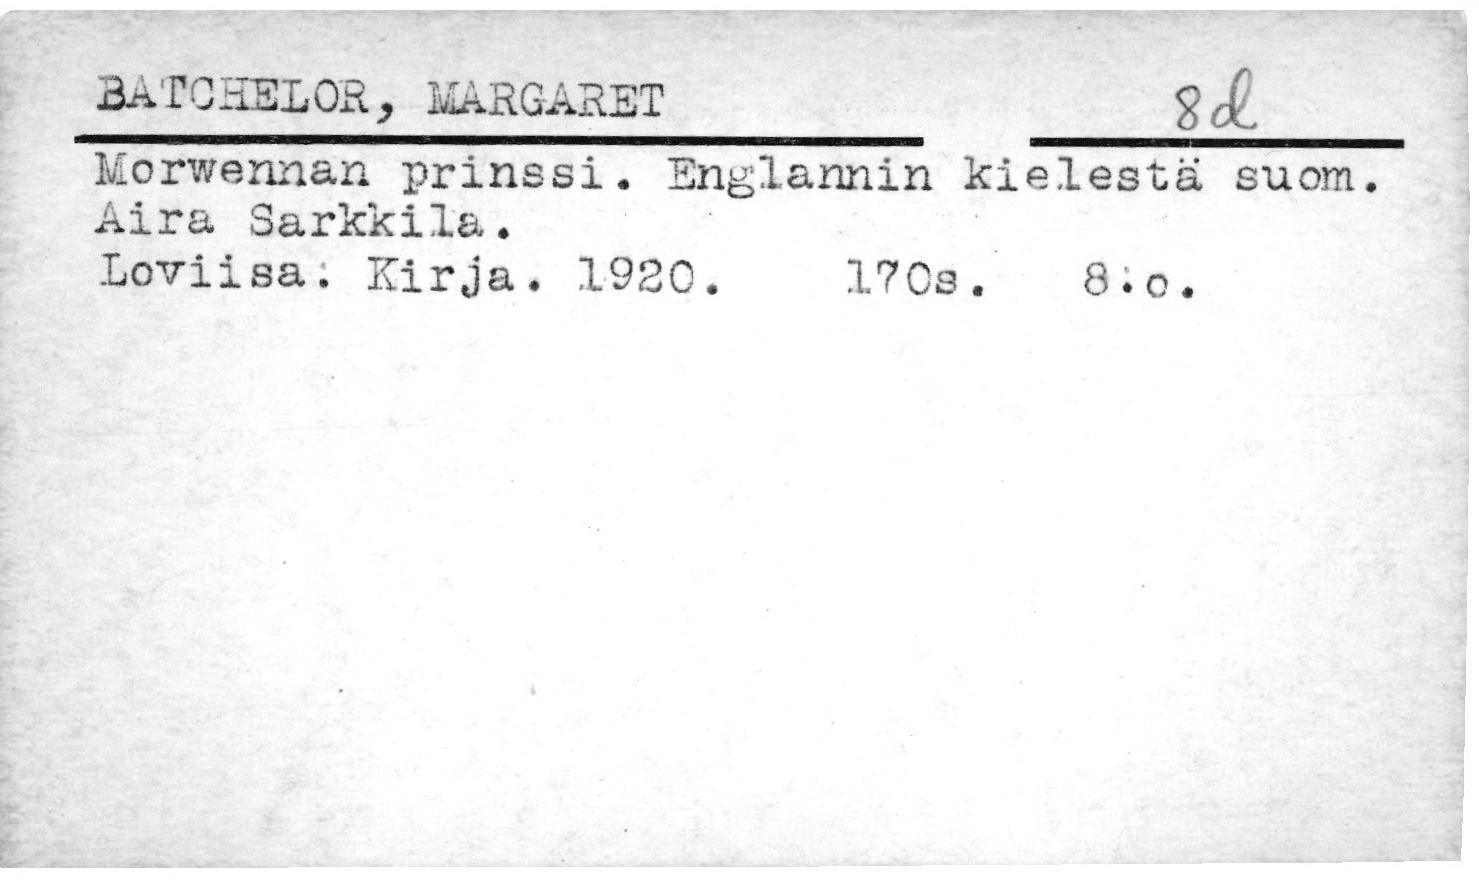 BATCHELOR, MARGARET 8d
Morwennan prinssi. Englannin kielestä suom.
Aira Sarkkila.
Loviisa: Kirja. 1920. 170s. 8:o.